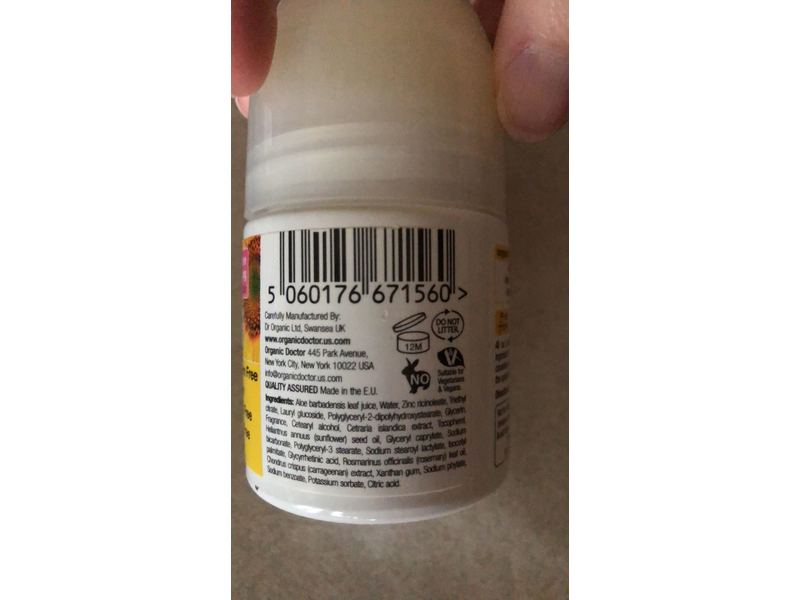 5 060176 671560 >
Carefully Manufactured By:
Dr Organic Ltd, Swansea UK
www.organicdoctor.us.com
Organic Doctor 445 Park Avenue,
New York City, New York 10022 USA
info@organicdoctor.us.com
QUALITY ASSURED Made in the E.U.
12M
DO NOT
LITTER
NO
V
Suitable for
Vegetarians
& Vegans.
Ingredients: Aloe barbadensis leaf juice, Water, Zinc ricinoleate, Triethyl
citrate, Lauryl glucoside, Polyglyceryl-2-dipolyhydroxystearate, Glycerin,
Fragrance, Cetearyl alcohol, Cetraria islandica extract, Tocopherol,
Helianthus annuus (sunflower) seed oil, Glyceryl caprylate, Sodium
bicarbonate, Polyglyceryl-3 stearate, Sodium stearoyl lactylate, Isocetyl
palmitate, Glycyrrhetinic acid, Rosmarinus officinalis (rosemary) leaf oil,
Chondrus crispus (carrageenan) extract, Xanthan gum, Sodium phytate,
Sodium benzoate, Potassium sorbate, Citric acid.
Free